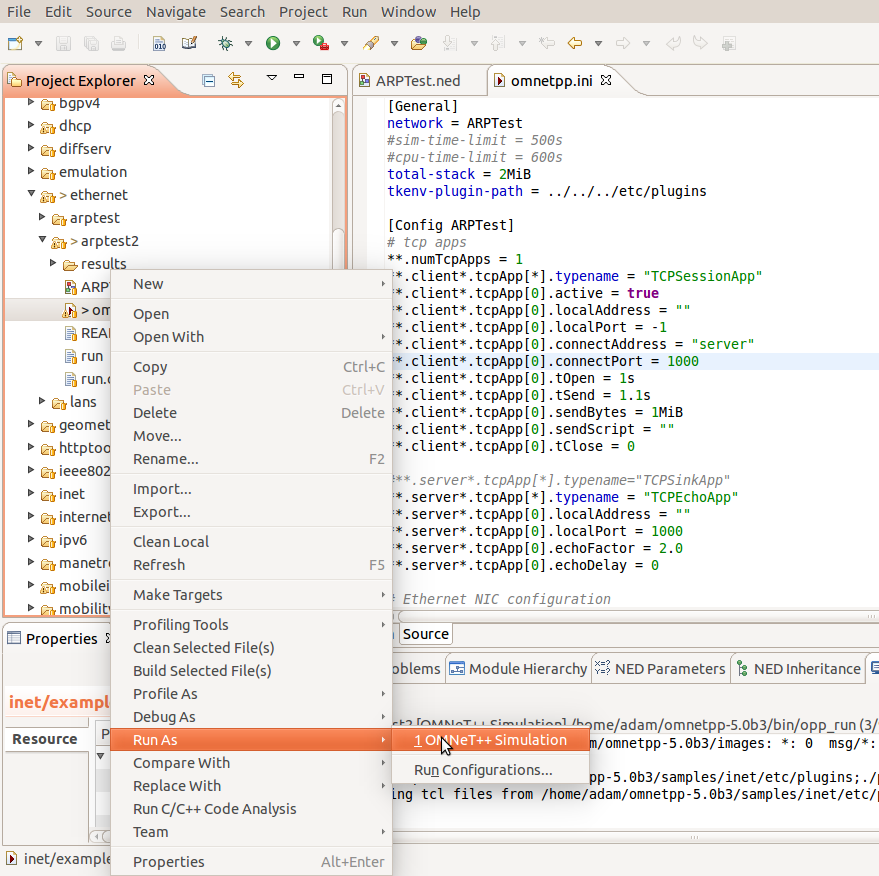 File Edit Source Navigate Search Project Run Window Help
Project Explorer
ARPTest.ned omnetpp.ini
bgpv4
dhcp
diffserv
emulation
> ethernet
arptest
> arptest2
results
ARP
> om
REA
run
run.
lans
geomet
httptoo
ieee802
inet
internet
ipv6
manetro
mobilei
mobility
New
Open
Open With
Copy Ctrl+C
Paste Ctrl+V
Delete Delete
Move...
Rename... F2
Import...
Export...
Clean Local
Refresh F5
Make Targets
Profiling Tools
Clean Selected File(s)
Build Selected File(s)
Profile As
Debug As
Run As
Compare With
Replace With
Run C/C++ Code Analysis
Team
Properties Alt+Enter
1 OMNeT++ Simulation
Run Configurations...
[General]
network = ARPTest
#sim-time-limit = 500s
#cpu-time-limit = 600s
total-stack = 2MiB
tkenv-plugin-path = ../../../etc/plugins
[Config ARPTest]
# tcp apps
**.numTcpApps = 1
*.client*.tcpApp[*].typename = "TCPSessionApp"
*.client*.tcpApp[0].active = true
*.client*.tcpApp[0].localAddress = ""
*.client*.tcpApp[0].localPort = -1
*.client*.tcpApp[0].connectAddress = "server"
*.client*.tcpApp[0].connectPort = 1000
*.client*.tcpApp[0].tOpen = 1s
*.client*.tcpApp[0].tSend = 1.1s
*.client*.tcpApp[0].sendBytes = 1MiB
*.client*.tcpApp[0].sendScript = ""
*.client*.tcpApp[0].tClose = 0
**.server*.tcpApp[*].typename="TCPSinkApp"
*.server*.tcpApp[*].typename = "TCPEchoApp"
*.server*.tcpApp[0].localAddress = ""
*.server*.tcpApp[0].localPort = 1000
*.server*.tcpApp[0].echoFactor = 2.0
*.server*.tcpApp[0].echoDelay = 0
Ethernet NIC configuration
Source
Properties
inet/exampl
Resource P
oblems Module Hierarchy NED Parameters NED Inheritance
st2 [OMNeT++ Simulation] /home/adam/omnetpp-5.0b3/bin/opp_run (3/
m/omnetpp-5.0b3/images: *: 0 msg/*:
pp-5.0b3/samples/inet/etc/plugins;./p
ing tcl files from /home/adam/omnetpp-5.0b3/samples/inet/etc/p
inet/example